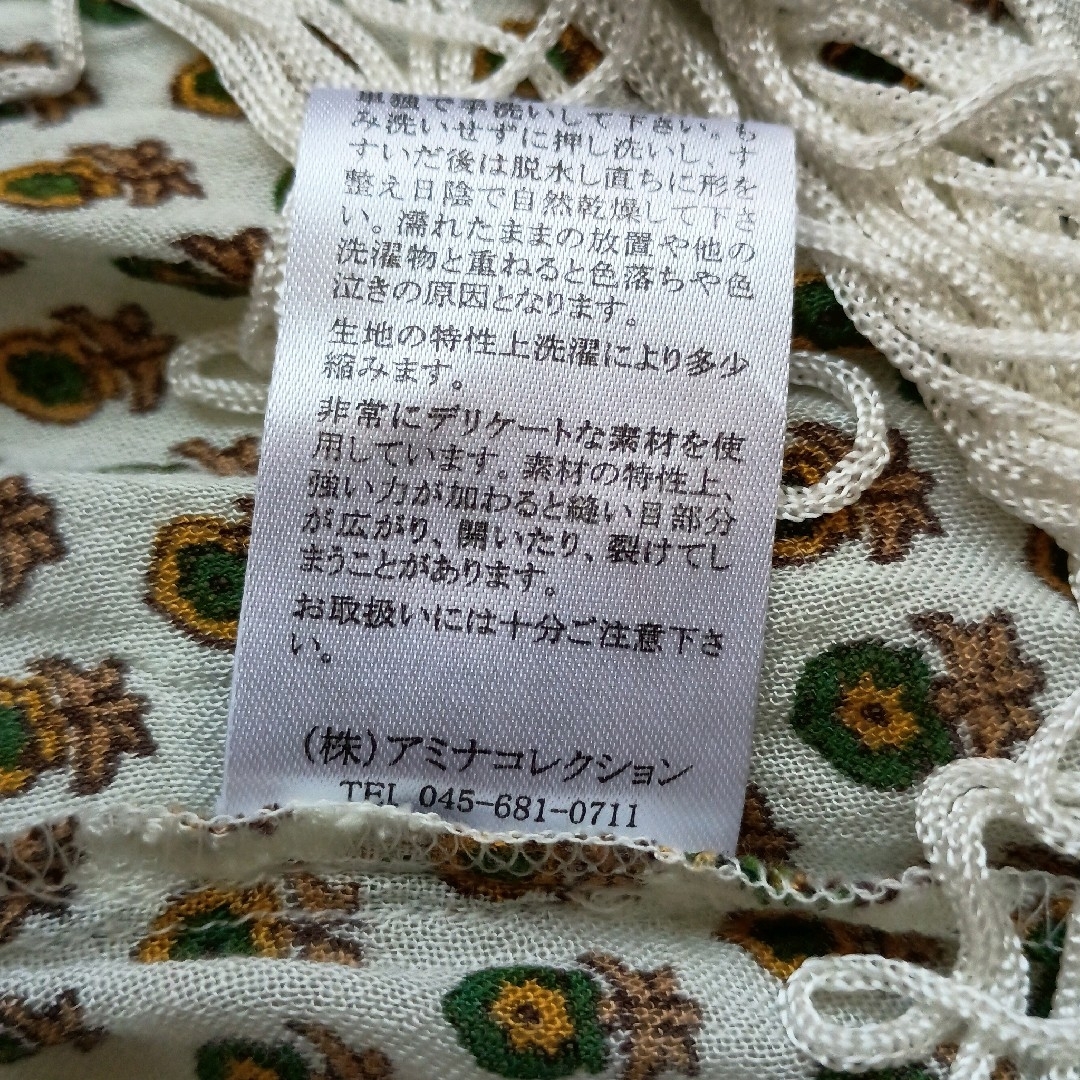 単独で手洗いして下さい。も
み洗いせずに押し洗いし、す
すいだ後は脱水し直ちに形を
整え日陰で自然乾燥して下さ
い。濡れたままの放置や他の
洗濯物と重ねると色落ちや色
泣きの原因となります。
生地の特性上洗濯により多少
縮みます。
非常にデリケートな素材を使
用しています。素材の特性上、
強い力が加わると縫い目部分
が広がり、開いたり、裂けてし
まうことがあります。
お取扱いには十分ご注意下さ
い。
(株)アミナコレクション
TEL 045-681-0711